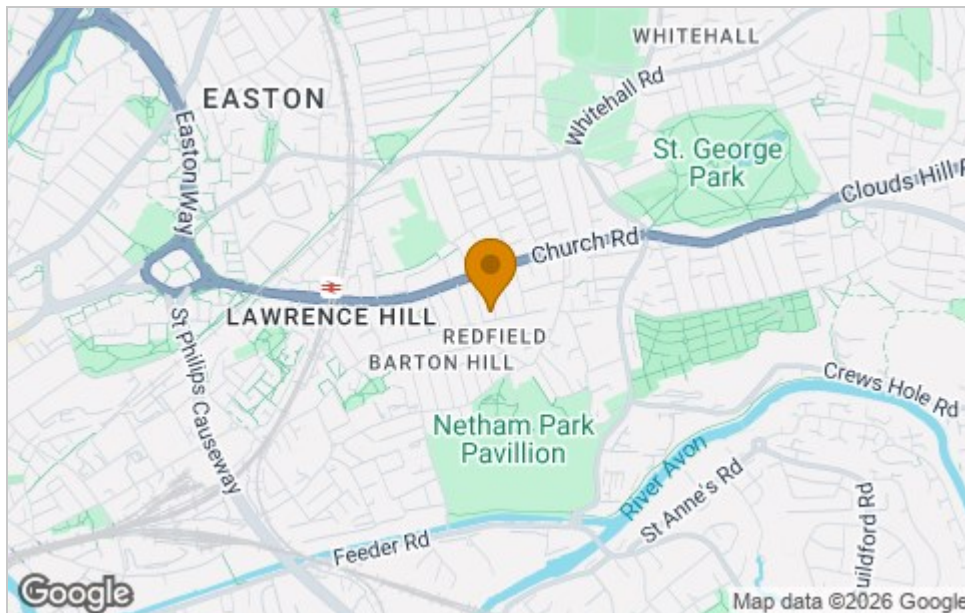 WHITEHALL
EASTON
Whitehall Rd
Easton Way
St. George
Park
Clouds Hill
Church Rd
LAWRENCE HILL
REDFIELD
BARTON HILL
St Philips Causeway
Crews Hole Rd
Netham Park
Pavillion
River Avon
St Anne's Rd
Feeder Rd
uildford Rd
Google
Map data ©2026 Google